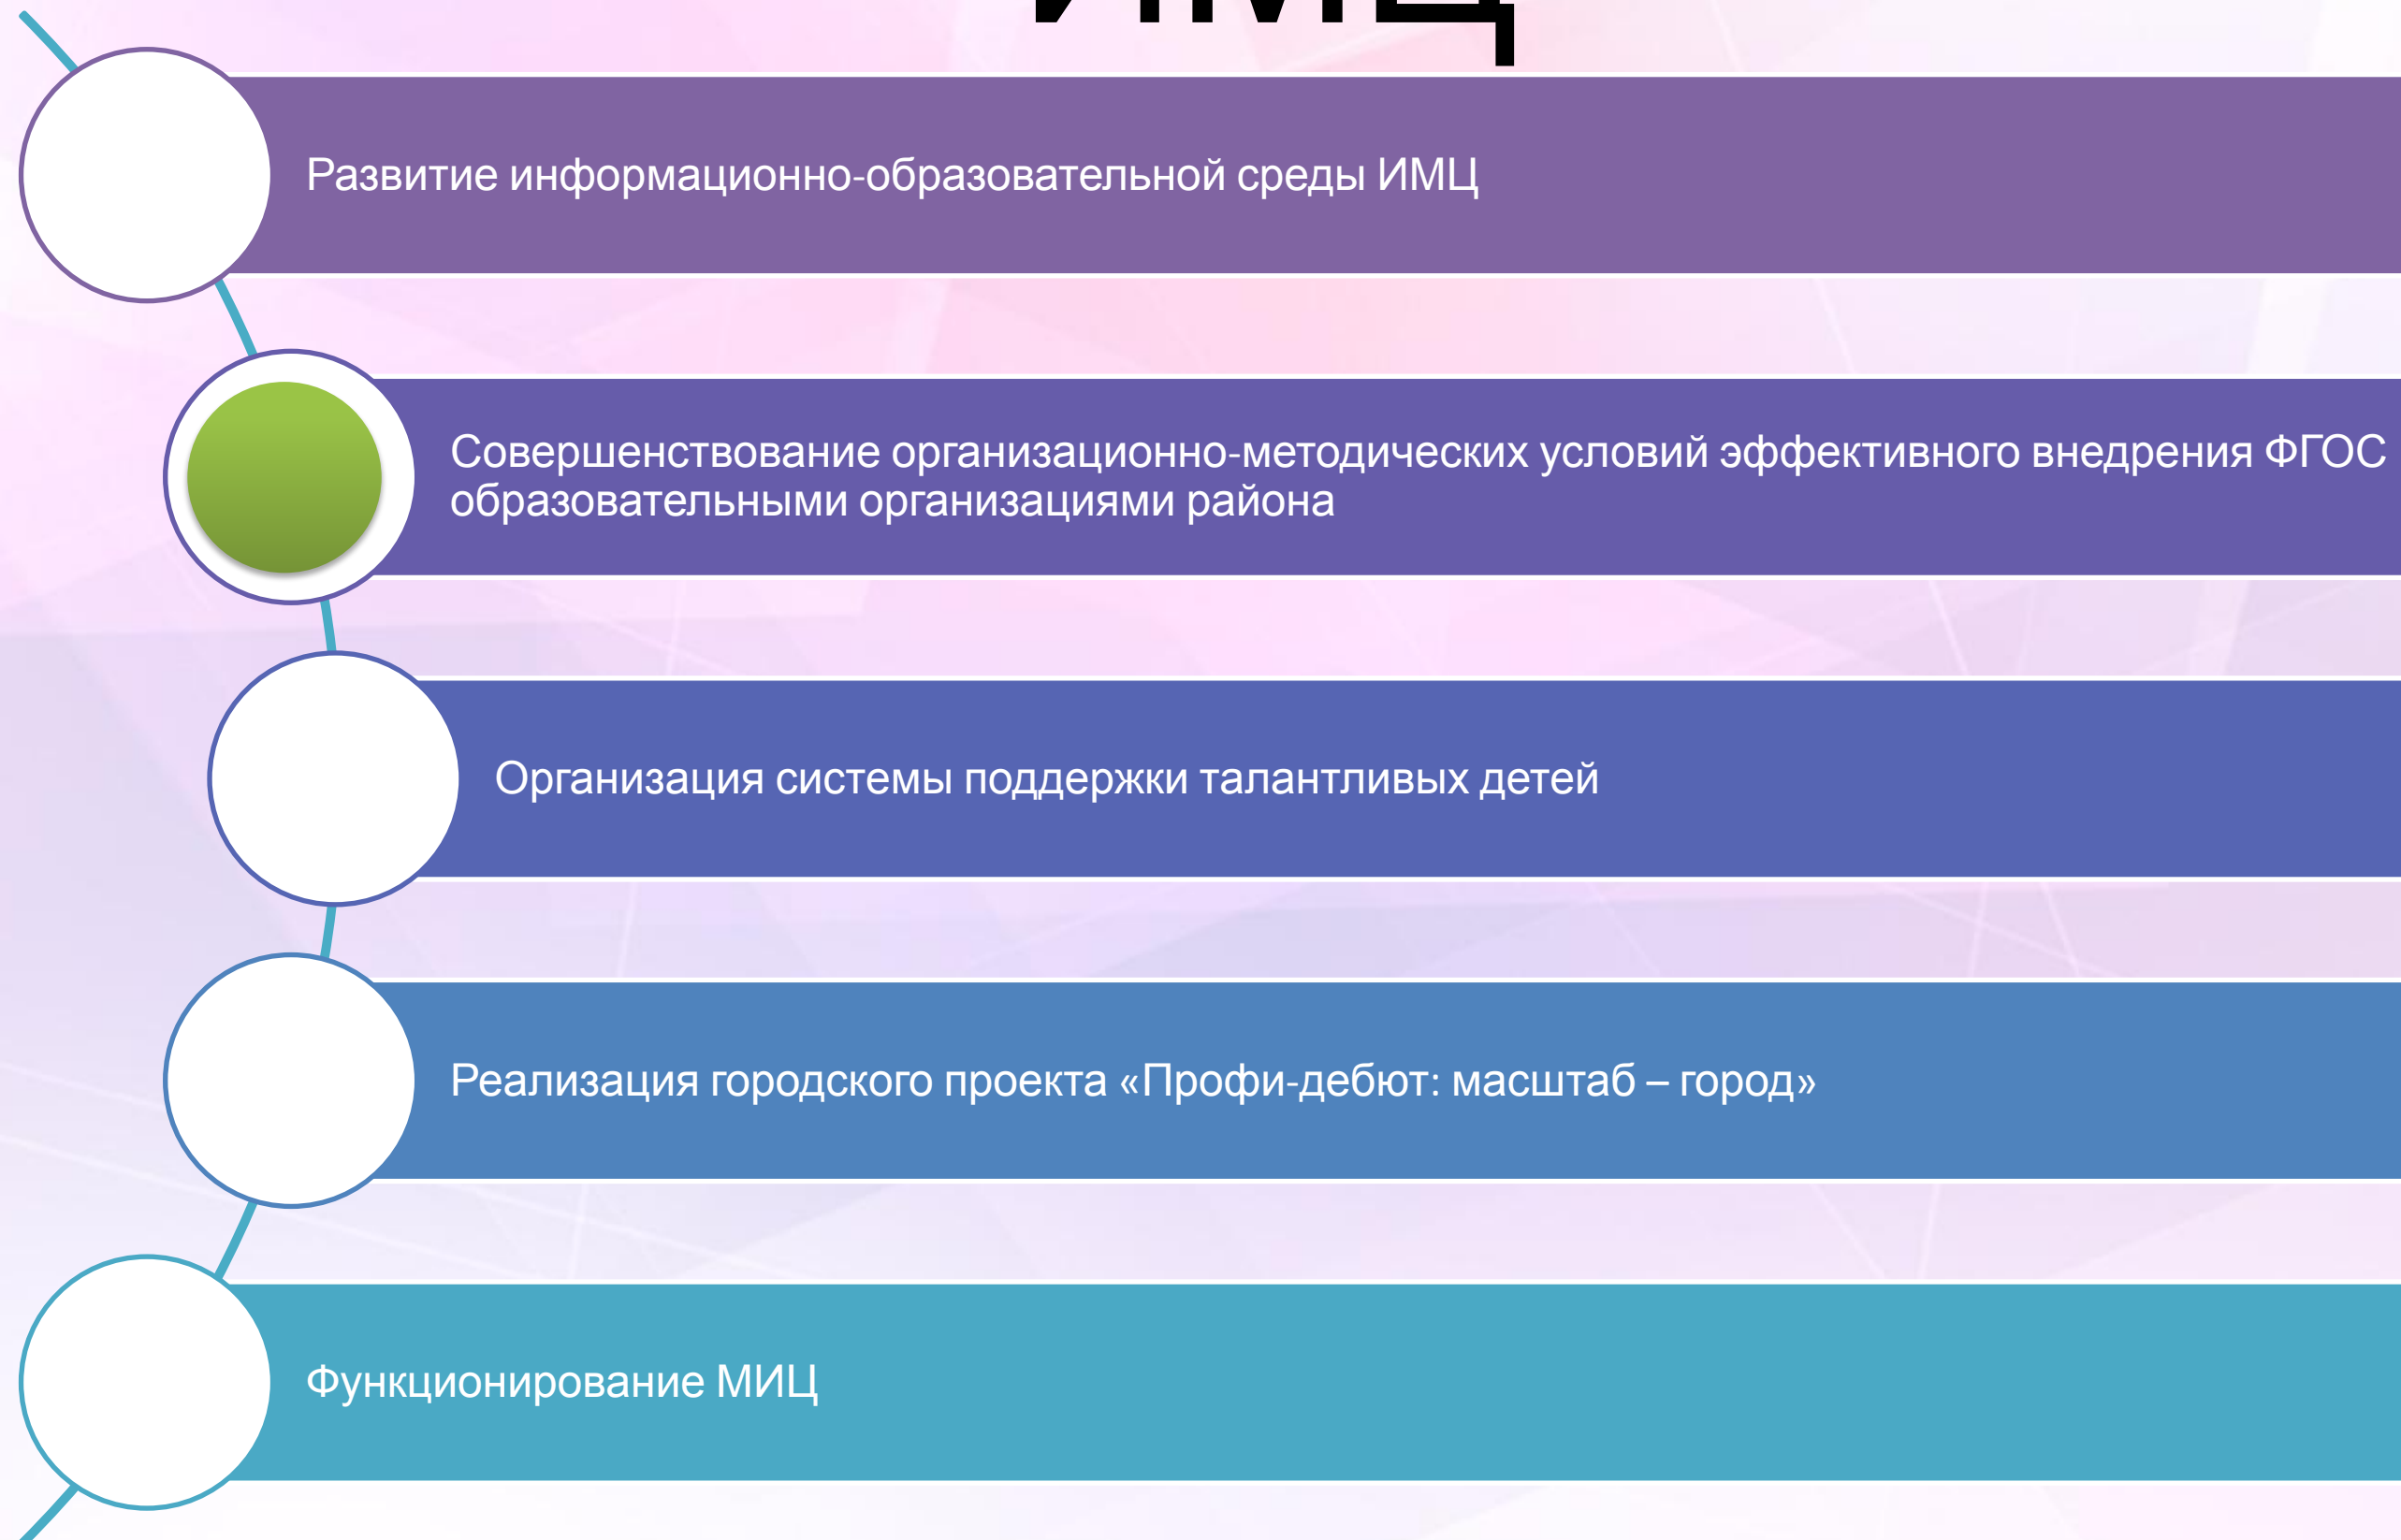 ИМЦ
Развитие информационно-образовательной среды ИМЦ
Совершенствование организационно-методических условий эффективного внедрения ФГОС
образовательными организациями района
Организация системы поддержки талантливых детей
Реализация городского проекта «Профи-дебют: масштаб – город»
Функционирование МИЦ